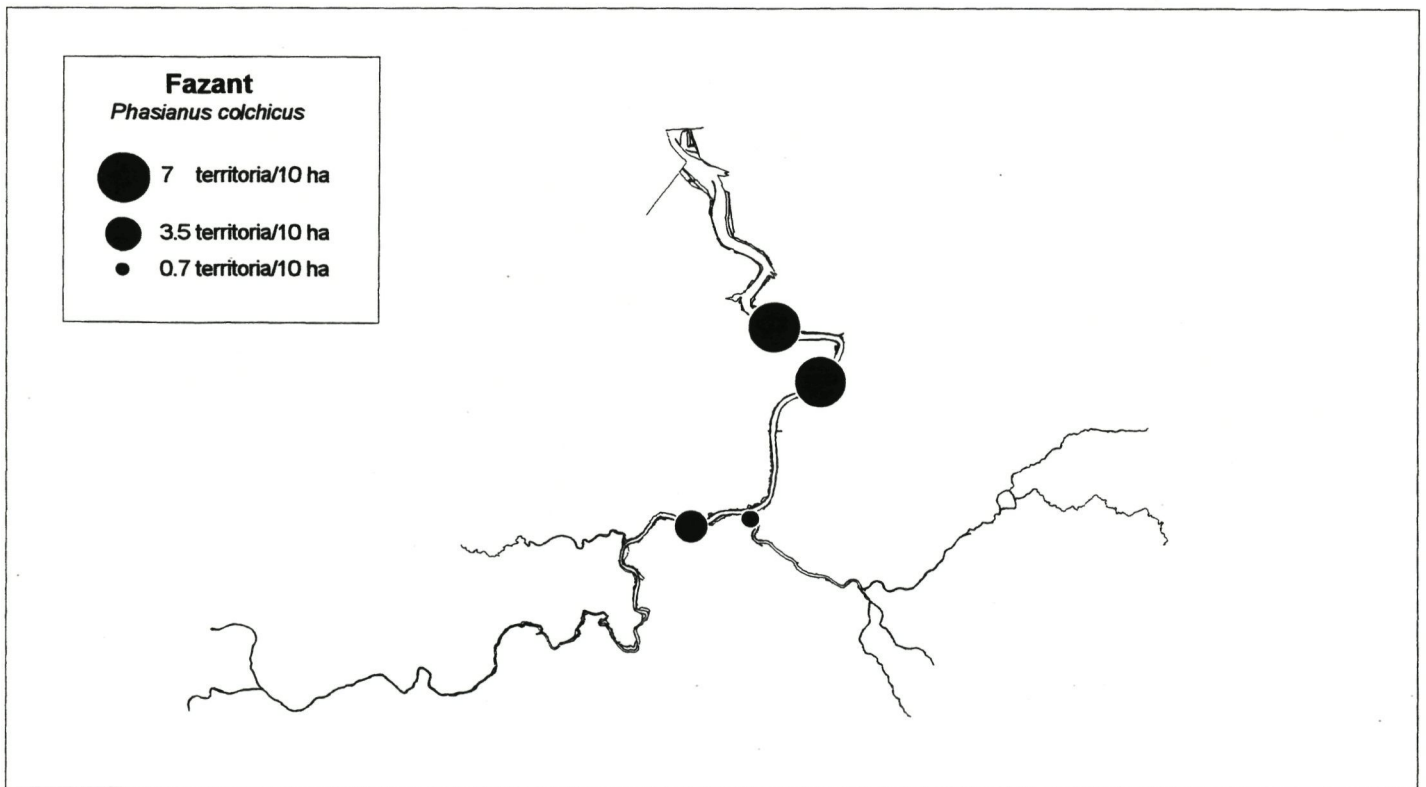 Fazant
Phasianus colchicus
7 territoria/10 ha
3.5 territoria/10 ha
0.7 territoria/10 ha